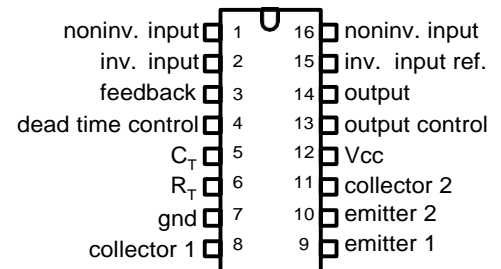 noninv. input 1 16 noninv. input
inv. input 2 15 inv. input ref.
feedback 3 14 output
dead time control 4 13 output control
C_T 5 12 Vcc
R_T 6 11 collector 2
gnd 7 10 emitter 2
collector 1 8 9 emitter 1